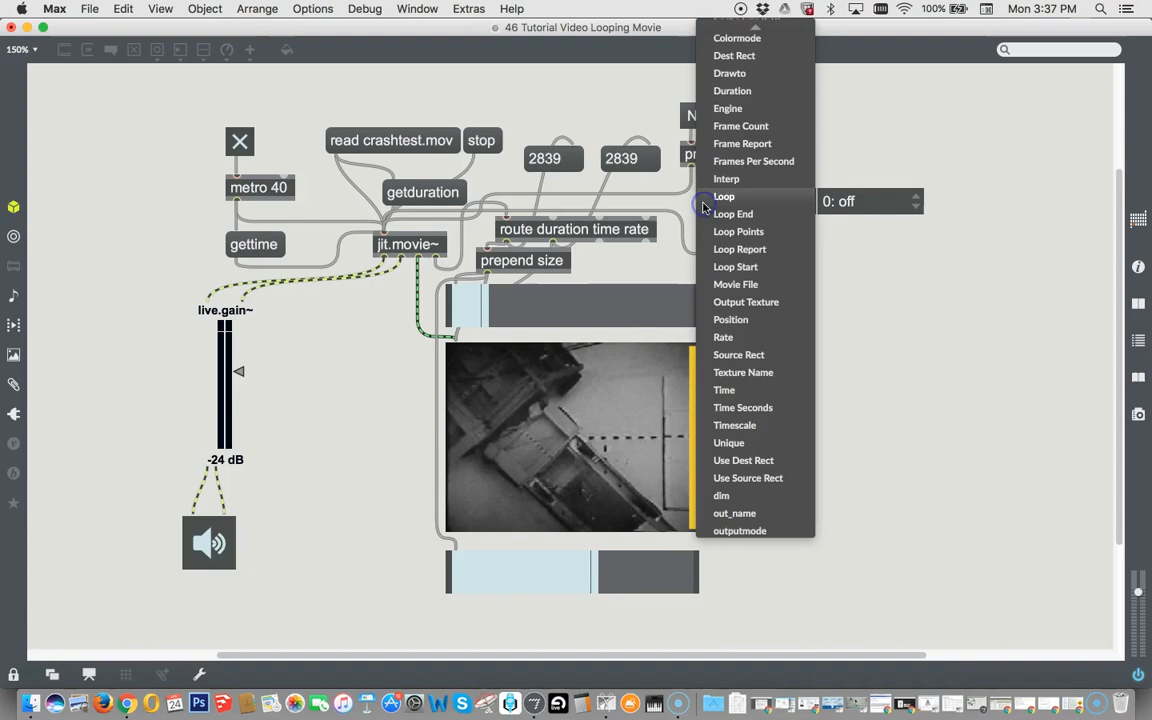 Max File Edit View Object Arrange Options Debug Window Extras Help 100% Mon 3:37 PM
46 Tutorial Video Looping Movie
150%
Colormode
Dest Rect
Drawto
Duration
Engine
Frame Count
Frame Report
Frames Per Second
Interp
Loop
Loop End
Loop Points
Loop Report
Loop Start
Movie File
Output Texture
Position
Rate
Source Rect
Texture Name
Time
Time Seconds
Timescale
Unique
Use Dest Rect
Use Source Rect
dim
out_name
outputmode
0: off
read crashtest.mov stop
2839 2839
metro 40
getduration
gettime
jit.movie~
route duration time rate
prepend size
live.gain~
-24 dB